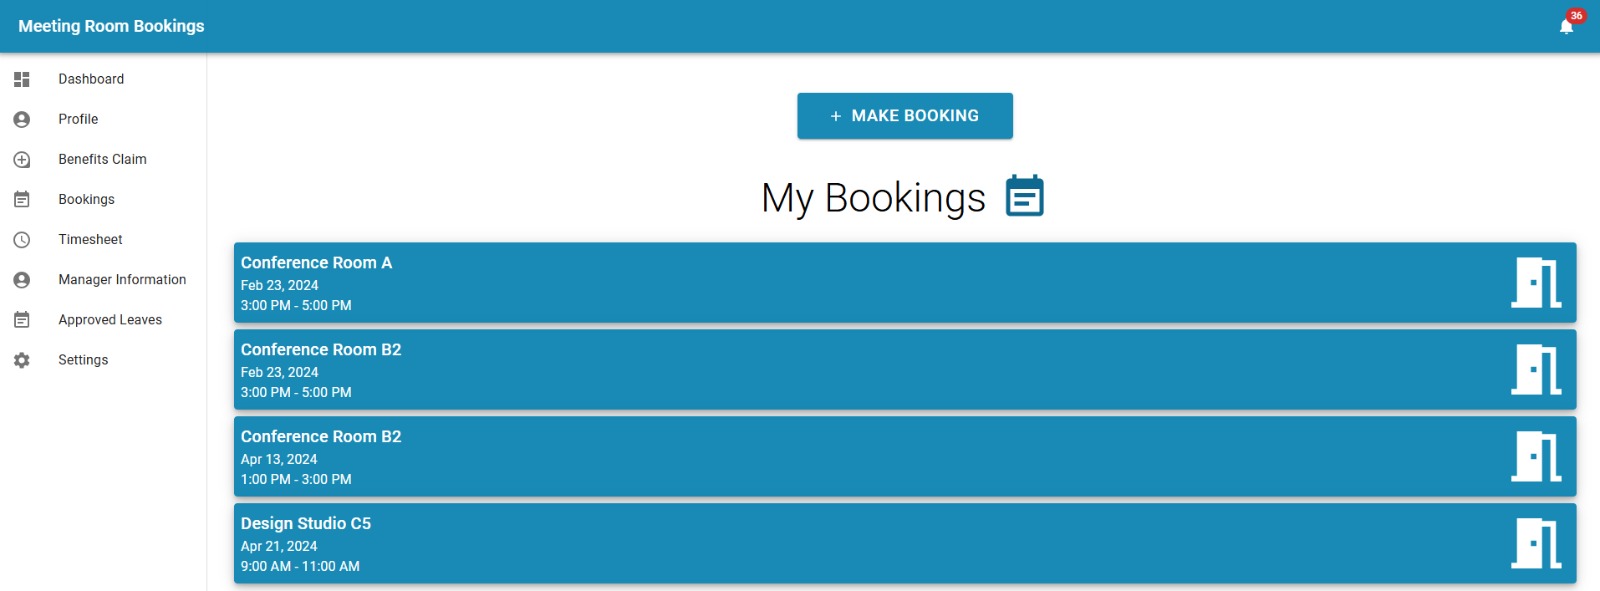 Meeting Room Bookings
36
Dashboard
Profile
Benefits Claim
Bookings
Timesheet
Manager Information
Approved Leaves
Settings
+ MAKE BOOKING
My Bookings
Conference Room A
Feb 23, 2024
3:00 PM - 5:00 PM
Conference Room B2
Feb 23, 2024
3:00 PM - 5:00 PM
Conference Room B2
Apr 13, 2024
1:00 PM - 3:00 PM
Design Studio C5
Apr 21, 2024
9:00 AM - 11:00 AM